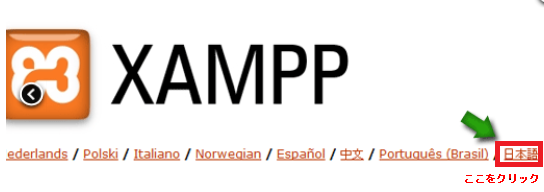 XAMPP
ederlands / Polski / Italiano / Norwegian / Español / 中文 / Português (Brasil) / 日本語
ここをクリック